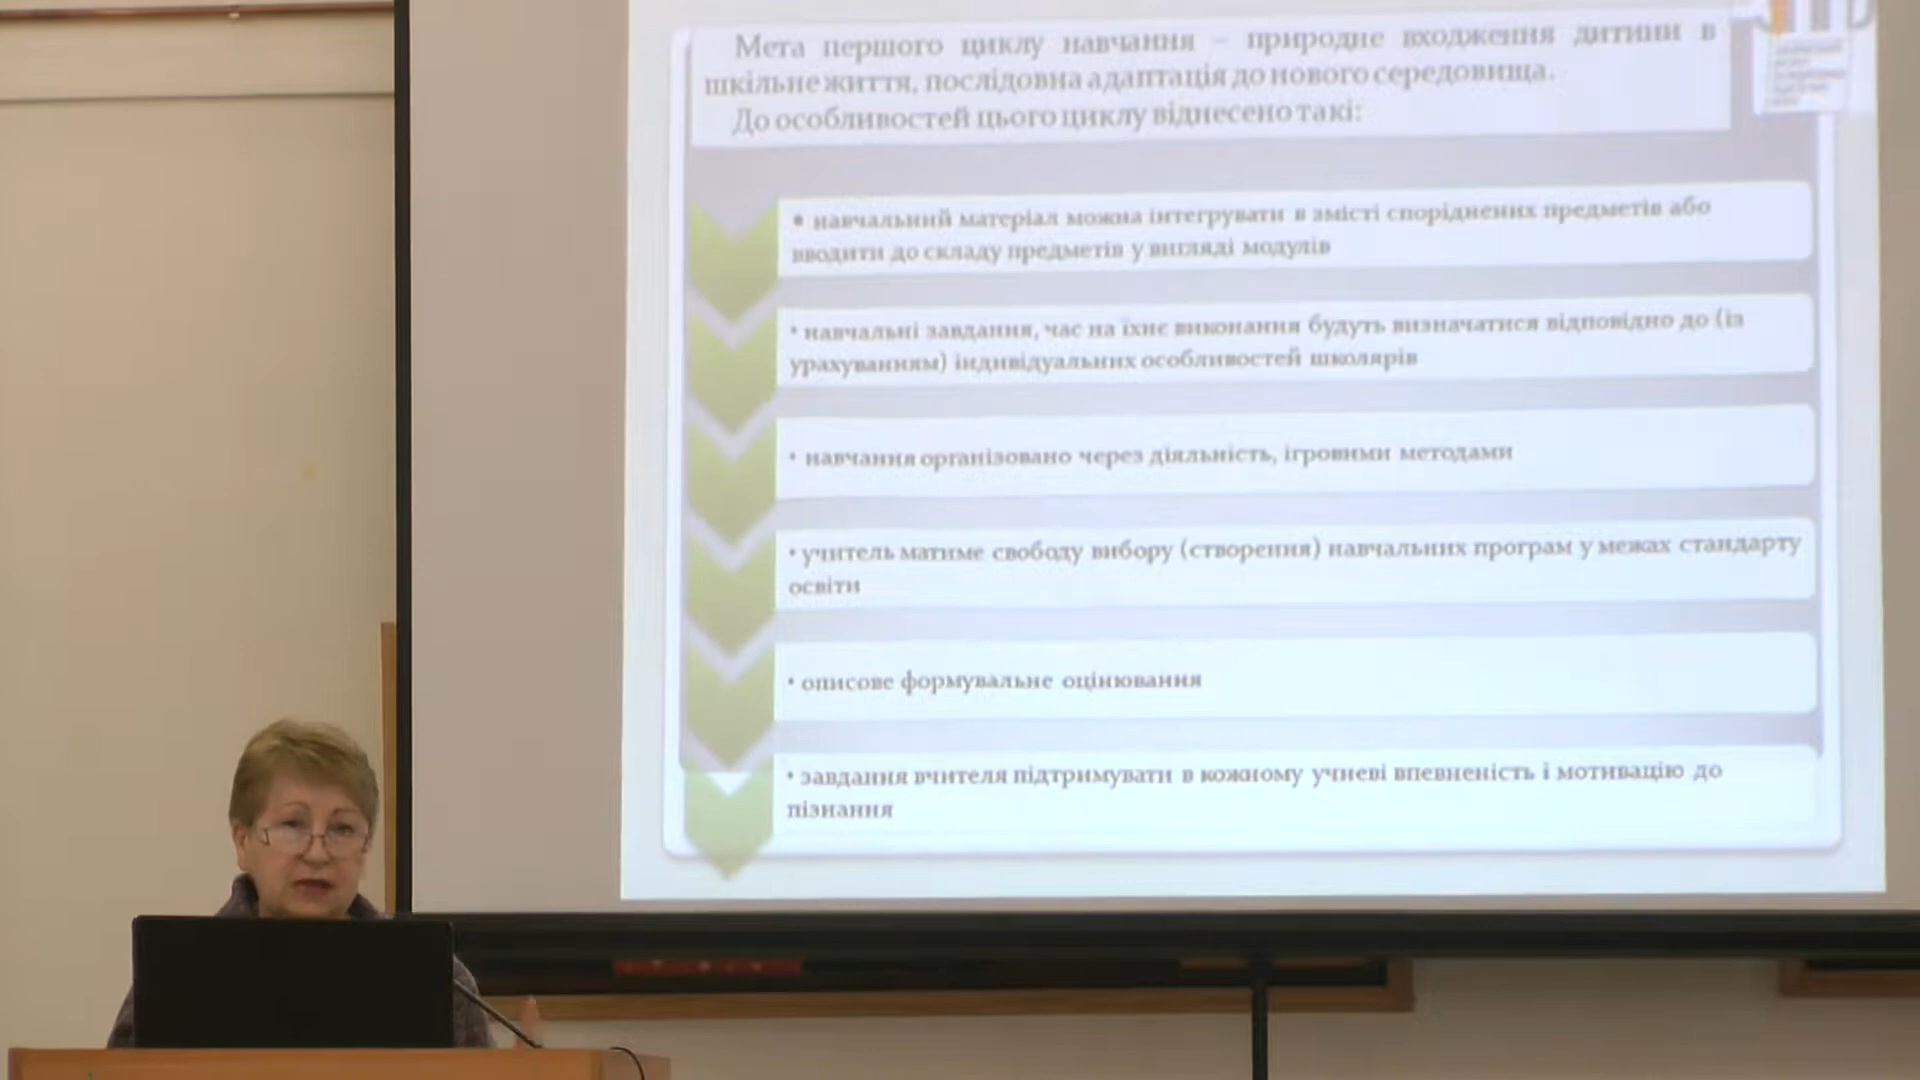 Мета першого циклу навчання – природне входження дитини в
шкільне життя, послідовна адаптація до нового середовища.
До особливостей цього циклу віднесено такі:
• навчальний матеріал можна інтегрувати в змісті споріднених предметів або
вводити до складу предметів у вигляді модулів
• навчальні завдання, час на їхнє виконання будуть визначатися відповідно до (із
урахуванням) індивідуальних особливостей школярів
• навчання організовано через діяльність, ігровими методами
• учитель матиме свободу вибору (створення) навчальних програм у межах стандарту
освіти
• описове формувальне оцінювання
• завдання вчителя підтримувати в кожному учневі впевненість і мотивацію до
пізнання